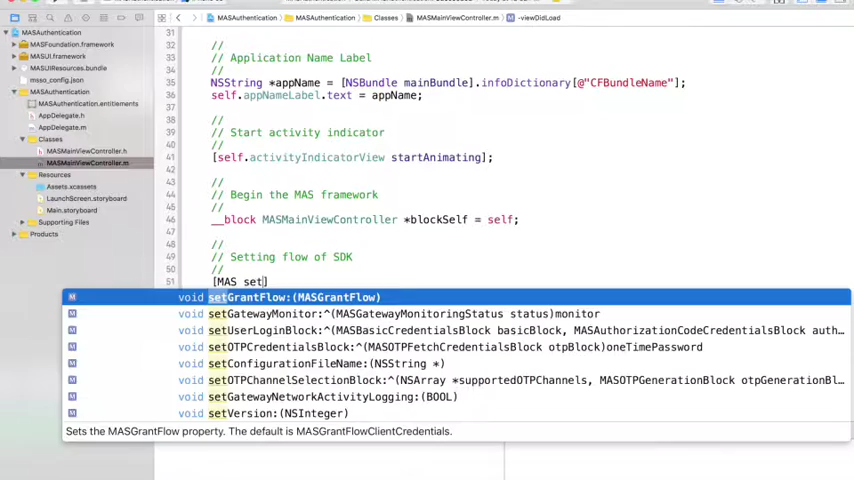 MASAuthentication
MASAuthentication
Classes
MASMainViewController.m
-viewDidLoad
MASAuthentication
MASFoundation.framework
MASUI.framework
MASUIResources.bundle
msso_config.json
MASAuthentication
MASAuthentication.entitlements
AppDelegate.h
AppDelegate.m
Classes
MASMainViewController.h
MASMainViewController.m
Resources
Assets.xcassets
LaunchScreen.storyboard
Main.storyboard
Supporting Files
Products
31
32 //
33 // Application Name Label
34 //
35 NSString *appName = [NSBundle mainBundle].infoDictionary[@"CFBundleName"];
36 self.appNameLabel.text = appName;
37
38 //
39 // Start activity indicator
40 //
41 [self.activityIndicatorView startAnimating];
42
43 //
44 // Begin the MAS framework
45 //
46 __block MASMainViewController *blockSelf = self;
47
48 //
49 // Setting flow of SDK
50 //
51 [MAS set]
M void setGrantFlow:(MASGrantFlow)
M void setGatewayMonitor:^(MASGatewayMonitoringStatus status)monitor
M void setUserLoginBlock:^(MASBasicCredentialsBlock basicBlock, MASAuthorizationCodeCredentialsBlock auth...
M void setOTPCredentialsBlock:^(MASOTPFetchCredentialsBlock otpBlock)oneTimePassword
M void setConfigurationFileName:(NSString *)
M void setOTPChannelSelectionBlock:^(NSArray *supportedOTPChannels, MASOTPGenerationBlock otpGenerationBl...
M void setGatewayNetworkActivityLogging:(BOOL)
M void setVersion:(NSInteger)
Sets the MASGrantFlow property. The default is MASGrantFlowClientCredentials.